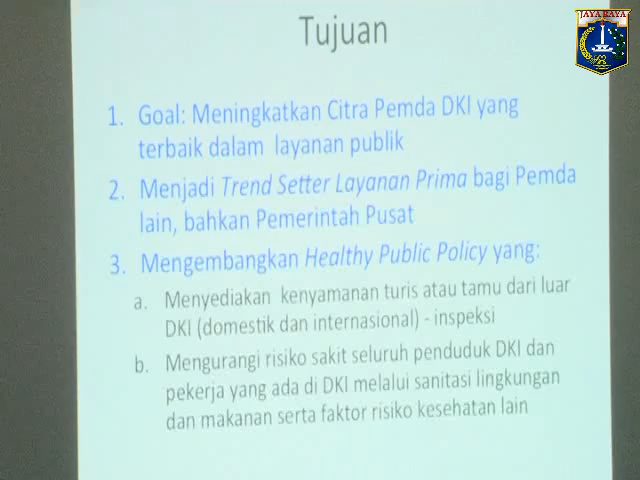 JAYA RAYA
Tujuan
1. Goal: Meningkatkan Citra Pemda DKI yang
terbaik dalam layanan publik
2. Menjadi Trend Setter Layanan Prima bagi Pemda
lain, bahkan Pemerintah Pusat
3. Mengembangkan Healthy Public Policy yang:
a. Menyediakan kenyamanan turis atau tamu dari luar
DKI (domestik dan internasional) - inspeksi
b. Mengurangi risiko sakit seluruh penduduk DKI dan
pekerja yang ada di DKI melalui sanitasi lingkungan
dan makanan serta faktor risiko kesehatan lain